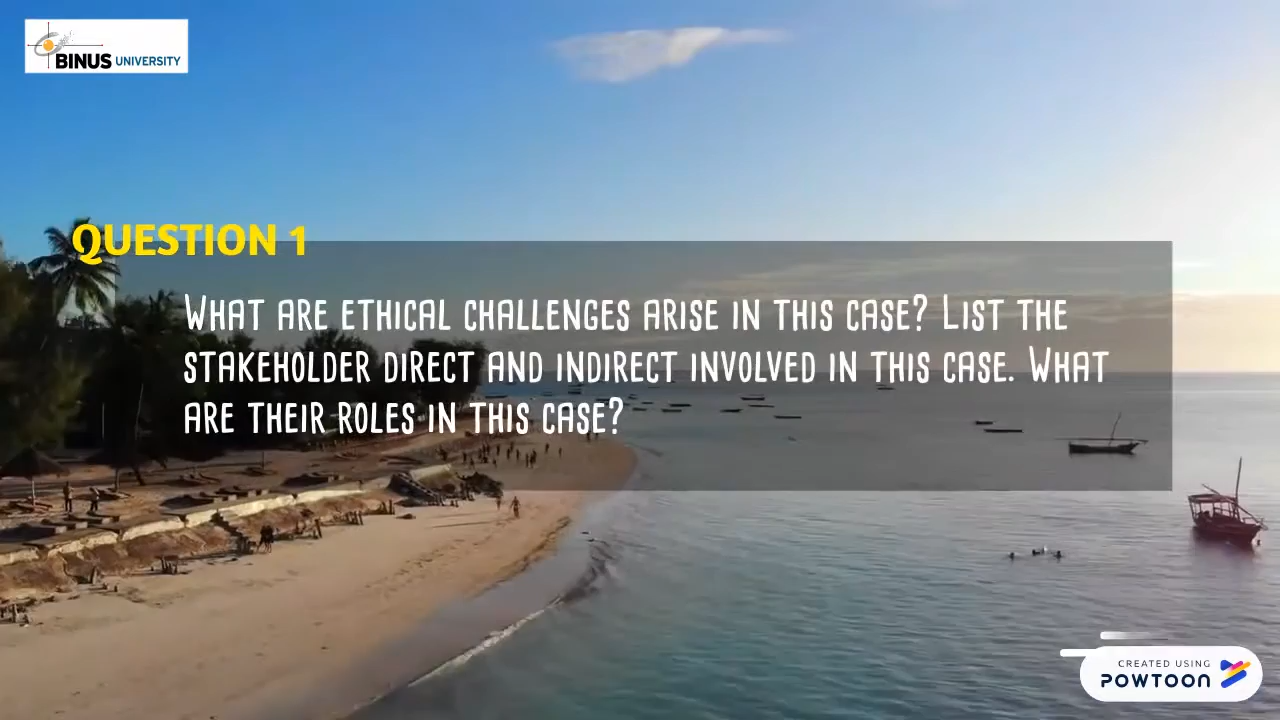 BINUS UNIVERSITY
QUESTION 1
What are ethical challenges arise in this case? List the
stakeholder direct and indirect involved in this case. What
are their roles in this case?
CREATED USING
POWTOON